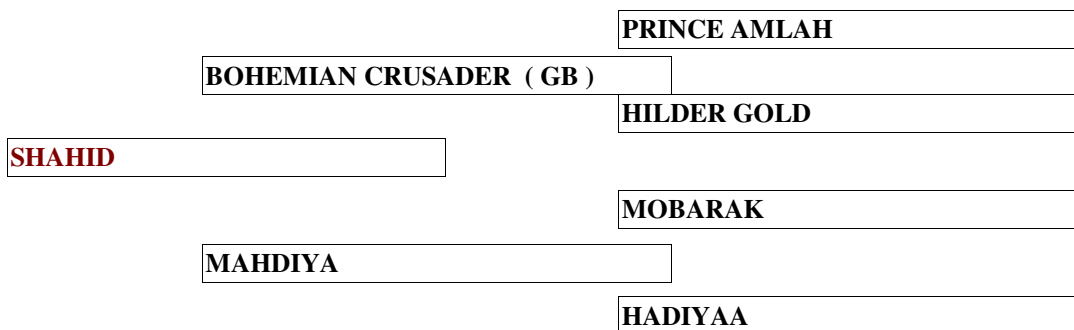 PRINCE AMLAH
BOHEMIAN CRUSADER ( GB )
HILDER GOLD
SHAHID
MOBARAK
MAHDIYA
HADIYAA